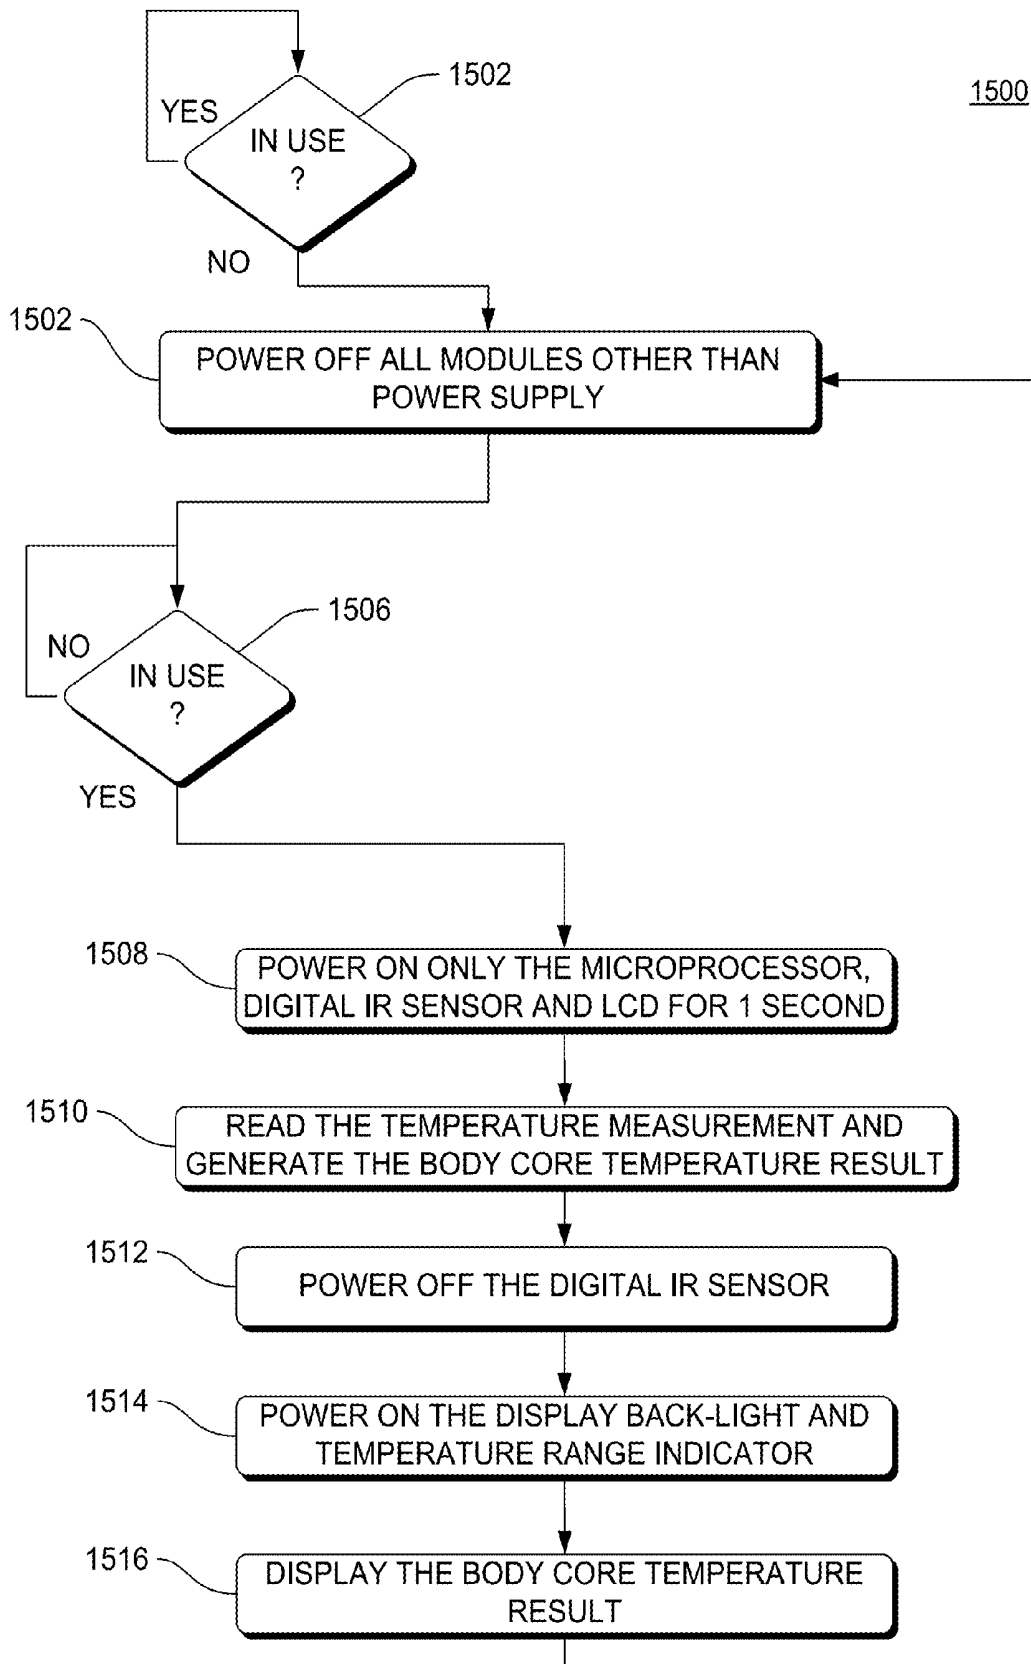 1502
1500
YES
IN USE
?
NO
1502
POWER OFF ALL MODULES OTHER THAN
POWER SUPPLY
1506
NO
IN USE
?
YES
1508
POWER ON ONLY THE MICROPROCESSOR,
DIGITAL IR SENSOR AND LCD FOR 1 SECOND
1510
READ THE TEMPERATURE MEASUREMENT AND
GENERATE THE BODY CORE TEMPERATURE RESULT
1512
POWER OFF THE DIGITAL IR SENSOR
1514
POWER ON THE DISPLAY BACK-LIGHT AND
TEMPERATURE RANGE INDICATOR
1516
DISPLAY THE BODY CORE TEMPERATURE
RESULT